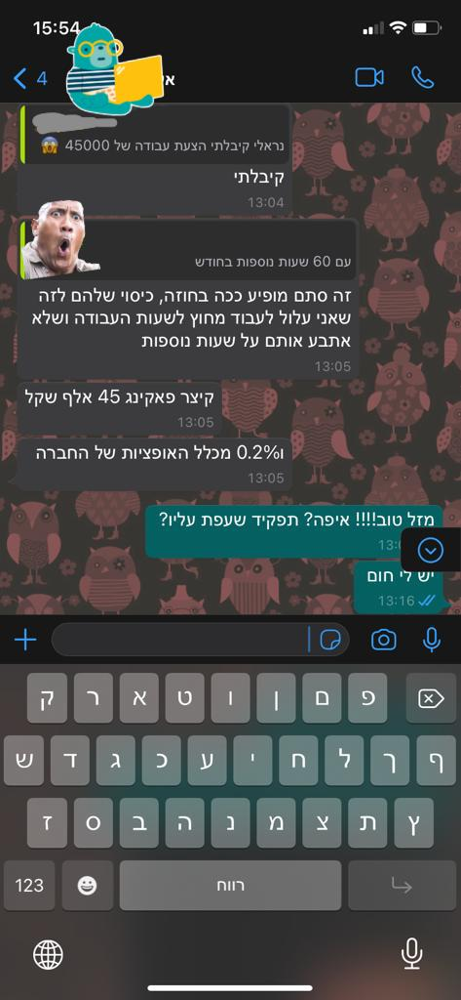 15:54
4
א
נראלי קיבלתי הצעת עבודה של 45000 😱
קיבלתי
13:04
עם 60 שעות נוספות בחודש
זה סתם מופיע ככה בחוזה, כיסוי שלהם לזה
שאני עלול לעבוד מחוץ לשעות העבודה ושלא
אתבע אותם על שעות נוספות
13:05
קיצר פאקינג 45 אלף שקל
13:05
ו0.2% מכלל האופציות של החברה
13:05
מזל טוב!!!! איפה? תפקיד שעפת עליו?
יש לי חום
13:16
ק ר א ט ו ן ם פ
ש ד ג כ ע י ח ל ך ף
ז ס ב ה נ מ צ ת ץ
123
רווח